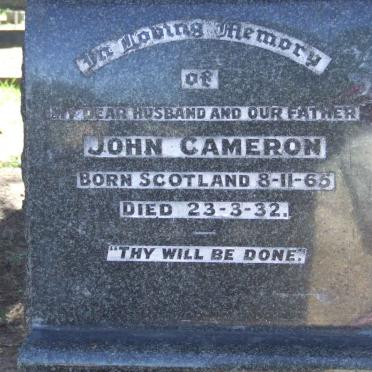 In Loving Memory
of
MY DEAR HUSBAND AND OUR FATHER
JOHN CAMERON
BORN SCOTLAND 8-11-65
DIED 23-3-32.
"THY WILL BE DONE."